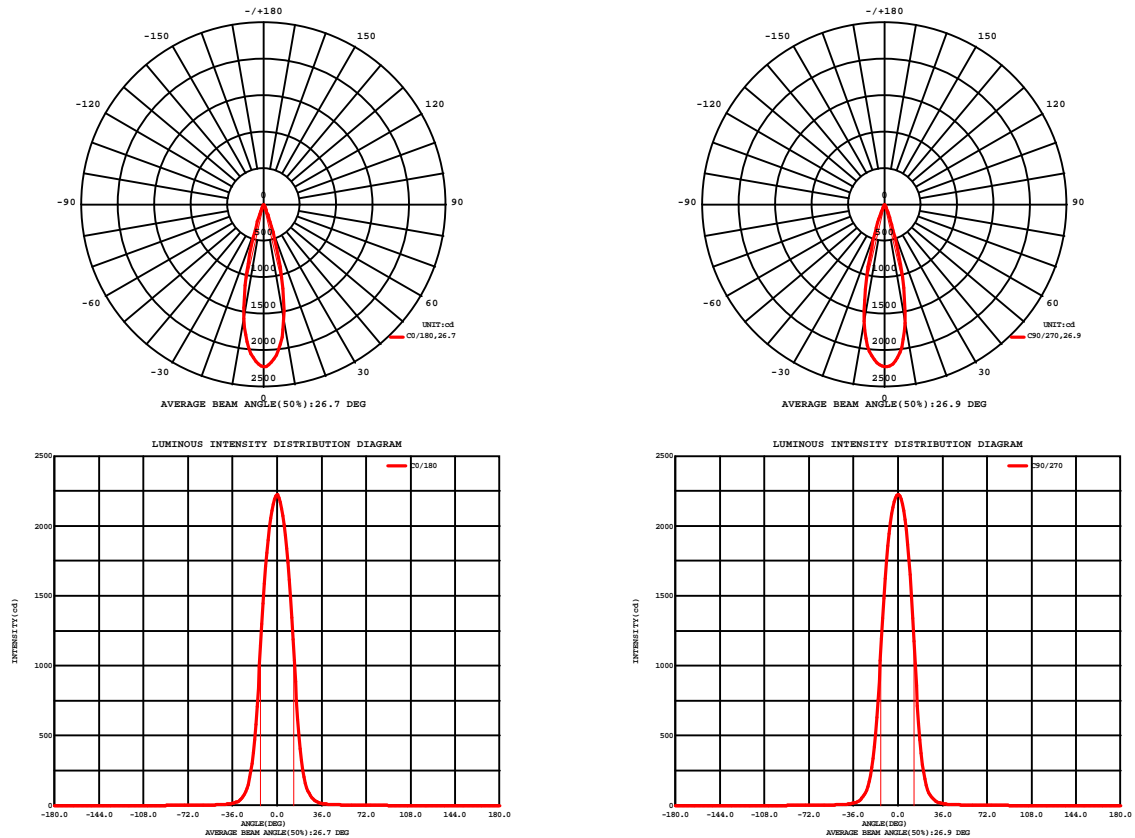 -/+180
-150 150
-120 120
-90 90
-60 60
-30 30
0
0
500
1000
1500
2000
2500
UNIT:cd
C0/180,26.7
AVERAGE BEAM ANGLE(50%):26.7 DEG
-/+180
-150 150
-120 120
-90 90
-60 60
-30 30
0
0
500
1000
1500
2000
2500
UNIT:cd
C90/270,26.9
AVERAGE BEAM ANGLE(50%):26.9 DEG
LUMINOUS INTENSITY DISTRIBUTION DIAGRAM
C0/180
INTENSITY(cd)
2500
2000
1500
1000
500
0
-180.0 -144.0 -108.0 -72.0 -36.0 0.0 36.0 72.0 108.0 144.0 180.0
ANGLE(DEG)
AVERAGE BEAM ANGLE(50%):26.7 DEG
LUMINOUS INTENSITY DISTRIBUTION DIAGRAM
C90/270
INTENSITY(cd)
2500
2000
1500
1000
500
0
-180.0 -144.0 -108.0 -72.0 -36.0 0.0 36.0 72.0 108.0 144.0 180.0
ANGLE(DEG)
AVERAGE BEAM ANGLE(50%):26.9 DEG